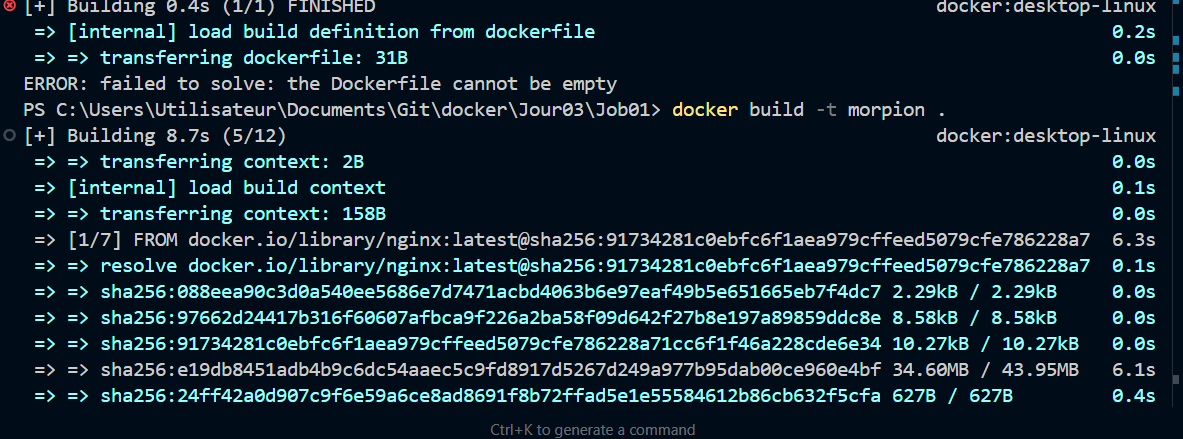 [+] Building 0.4s (1/1) FINISHED docker:desktop-linux
=> [internal] load build definition from dockerfile 0.2s
=> => transferring dockerfile: 31B 0.0s
ERROR: failed to solve: the Dockerfile cannot be empty
PS C:\Users\Utilisateur\Documents\Git\docker\Jour03\Job01> docker build -t morpion .
[+] Building 8.7s (5/12) docker:desktop-linux
=> => transferring context: 2B 0.0s
=> [internal] load build context 0.1s
=> => transferring context: 158B 0.0s
=> [1/7] FROM docker.io/library/nginx:latest@sha256:91734281c0ebfc6f1aea979cffeed5079cfe786228a7 6.3s
=> => resolve docker.io/library/nginx:latest@sha256:91734281c0ebfc6f1aea979cffeed5079cfe786228a7 0.1s
=> => sha256:088eea90c3d0a540ee5686e7d7471acbd4063b6e97eaf49b5e651665eb7f4dc7 2.29kB / 2.29kB 0.0s
=> => sha256:97662d24417b316f60607afbca9f226a2ba58f09d642f27b8e197a89859ddc8e 8.58kB / 8.58kB 0.0s
=> => sha256:91734281c0ebfc6f1aea979cffeed5079cfe786228a71cc6f1f46a228cde6e34 10.27kB / 10.27kB 0.0s
=> => sha256:e19db8451adb4b9c6dc54aaec5c9fd8917d5267d249a977b95dab00ce960e4bf 34.60MB / 43.95MB 6.1s
=> => sha256:24ff42a0d907c9f6e59a6ce8ad8691f8b72ffad5e1e55584612b86cb632f5cfa 627B / 627B 0.4s
Ctrl+K to generate a command